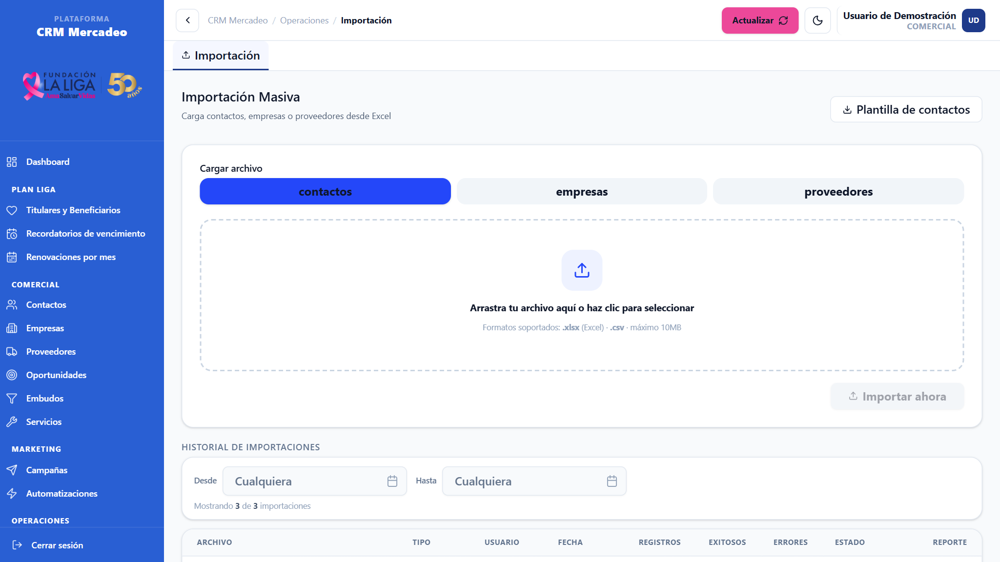 PLATAFORMA
CRM Mercadeo
FUNDACIÓN
LA LIGA
AmaSalvarVidas
50
años
Dashboard
PLAN LIGA
Titulares y Beneficiarios
Recordatorios de vencimiento
Renovaciones por mes
COMERCIAL
Contactos
Empresas
Proveedores
Oportunidades
Embudos
Servicios
MARKETING
Campañas
Automatizaciones
OPERACIONES
Cerrar sesión
CRM Mercadeo / Operaciones / Importación
Actualizar
Usuario de Demostración
COMERCIAL
UD
Importación
Importación Masiva
Carga contactos, empresas o proveedores desde Excel
Plantilla de contactos
Cargar archivo
contactos empresas proveedores
Arrastra tu archivo aquí o haz clic para seleccionar
Formatos soportados: .xlsx (Excel) · .csv · máximo 10MB
Importar ahora
HISTORIAL DE IMPORTACIONES
Desde Cualquiera Hasta Cualquiera
Mostrando 3 de 3 importaciones
ARCHIVO TIPO USUARIO FECHA REGISTROS EXITOSOS ERRORES ESTADO REPORTE